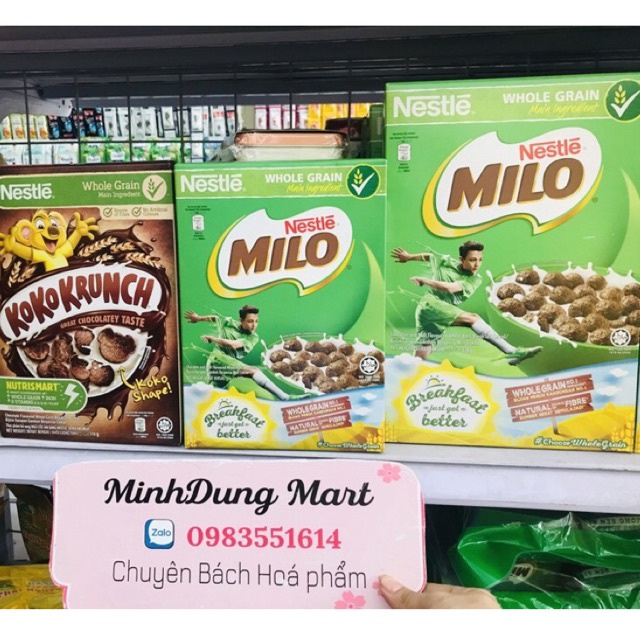 Nestlé
Whole Grain
Main Ingredient
KOKO KRUNCH
GREAT CHOCOLATEY TASTE
NUTRISMART
Koko
shape!
Nestlé
WHOLE GRAIN
Main Ingredient
Nestlé
MILO
Breakfast
just got
better
WHOLE GRAIN
NATURAL FIBRE
#ChooseWholeGrain
Nestlé
WHOLE GRAIN
Main Ingredient
Nestlé
MILO
Breakfast
just got
better
WHOLE GRAIN
NATURAL FIBRE
#ChooseWholeGrain
MinhDung Mart
Zalo 0983551614
Chuyên Bách Hoá phẩm